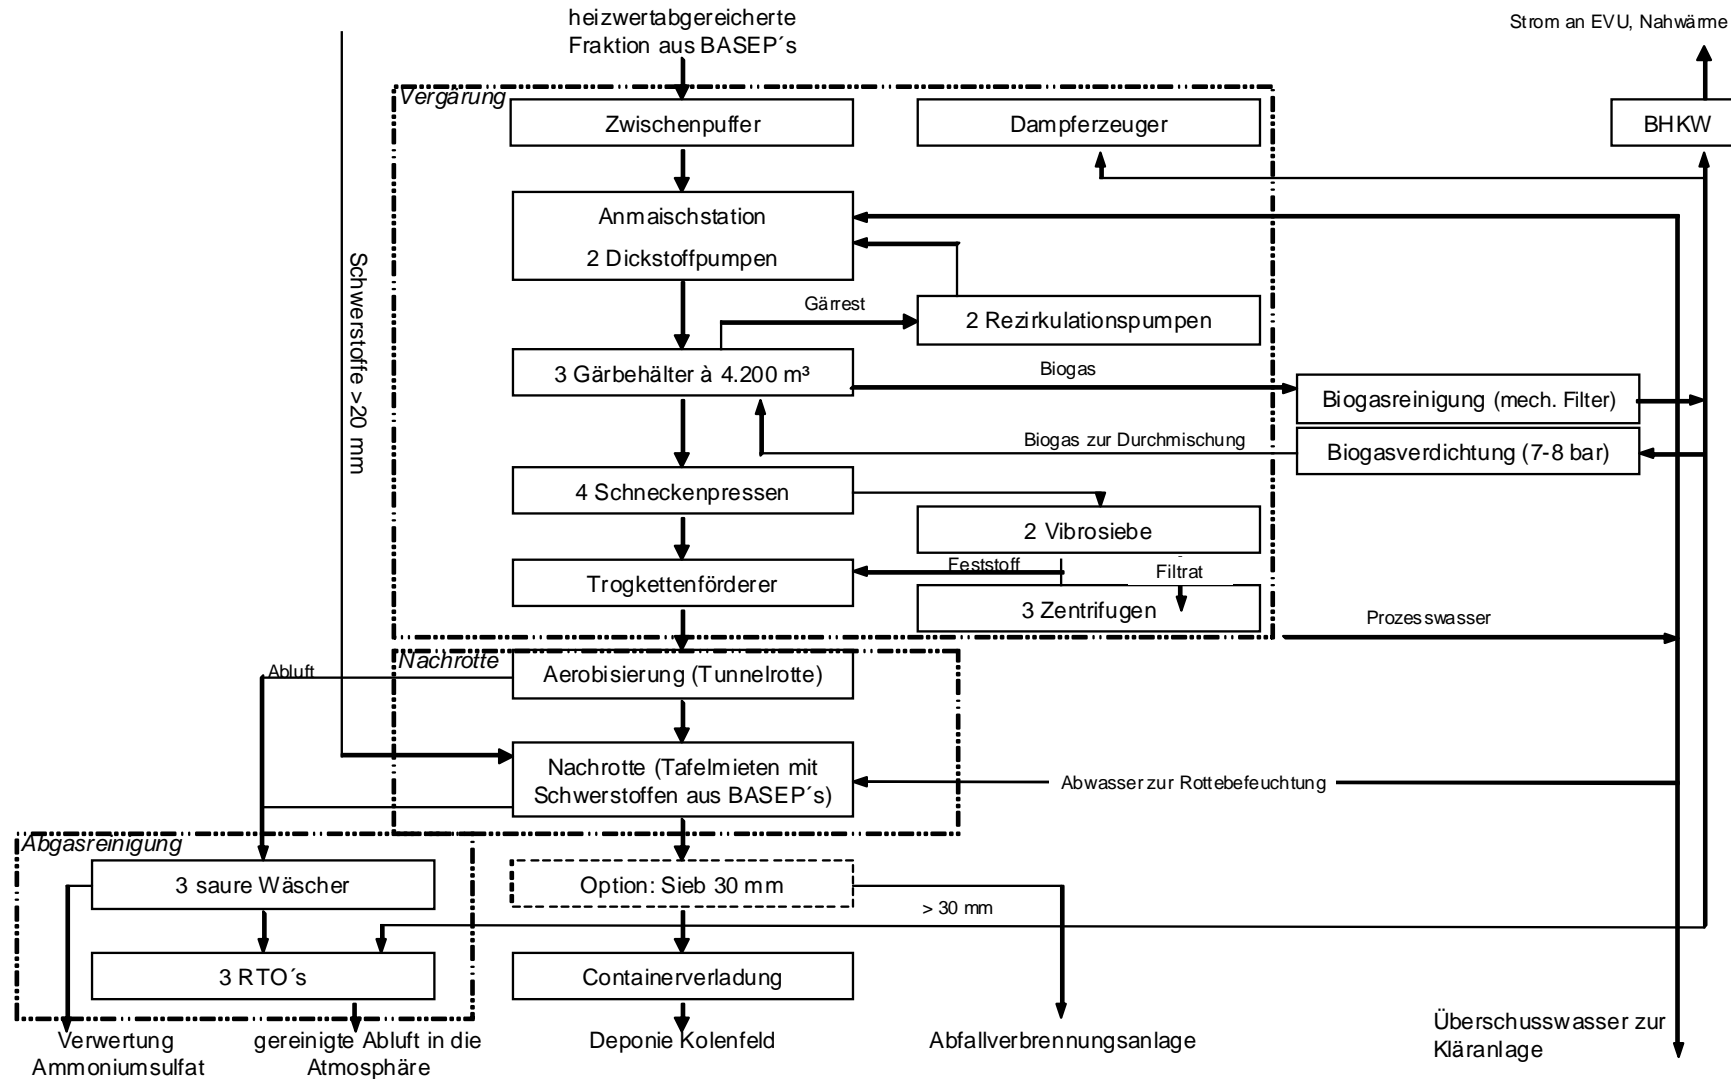 heizwertabgereicherte
Fraktion aus BASEP´s
Strom an EVU, Nahwärme
Vergärung
Zwischenpuffer
Dampferzeuger
BHKW
Anmaischstation
2 Dickstoffpumpen
Schwerstoffe >20 mm
Gärrest
2 Rezirkulationspumpen
3 Gärbehälter à 4.200 m³
Biogas
Biogasreinigung (mech. Filter)
Biogas zur Durchmischung
Biogasverdichtung (7-8 bar)
4 Schneckenpressen
2 Vibrosiebe
Feststoff
Filtrat
Trogkettenförderer
3 Zentrifugen
Prozesswasser
Nachrotte
Abluft
Aerobisierung (Tunnelrotte)
Nachrotte (Tafelmieten mit
Schwerstoffen aus BASEP´s)
Abwasser zur Rottebefeuchtung
Abgasreinigung
3 saure Wäscher
Option: Sieb 30 mm
> 30 mm
3 RTO´s
Containerverladung
Verwertung
Ammoniumsulfat
gereinigte Abluft in die
Atmosphäre
Deponie Kolenfeld
Abfallverbrennungsanlage
Überschusswasser zur
Kläranlage